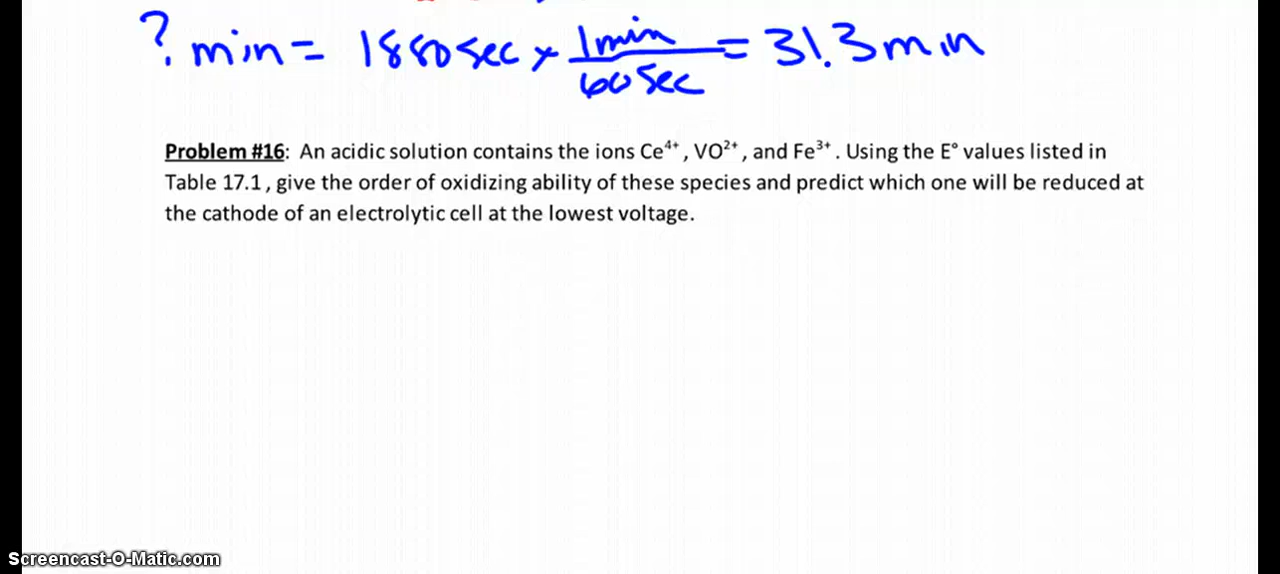 ? min = 1880 sec × 1 min / 60 sec = 31.3 min
Problem #16: An acidic solution contains the ions Ce⁴⁺ , VO²⁺ , and Fe³⁺ . Using the E° values listed in
Table 17.1 , give the order of oxidizing ability of these species and predict which one will be reduced at
the cathode of an electrolytic cell at the lowest voltage.
Screencast-O-Matic.com